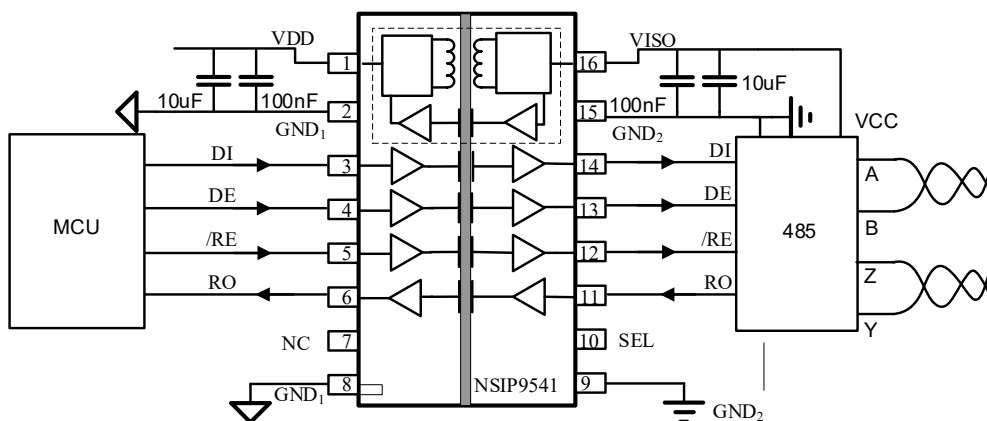 VDD
VISO
1
16
10uF
100nF
2
100nF
10uF
15
GND1
GND2
VCC
MCU
DI
3
14
DI
A
DE
4
13
DE
B
485
/RE
5
12
/RE
Z
RO
6
11
RO
Y
NC
7
10
SEL
GND1
8
NSIP9541
9
GND2